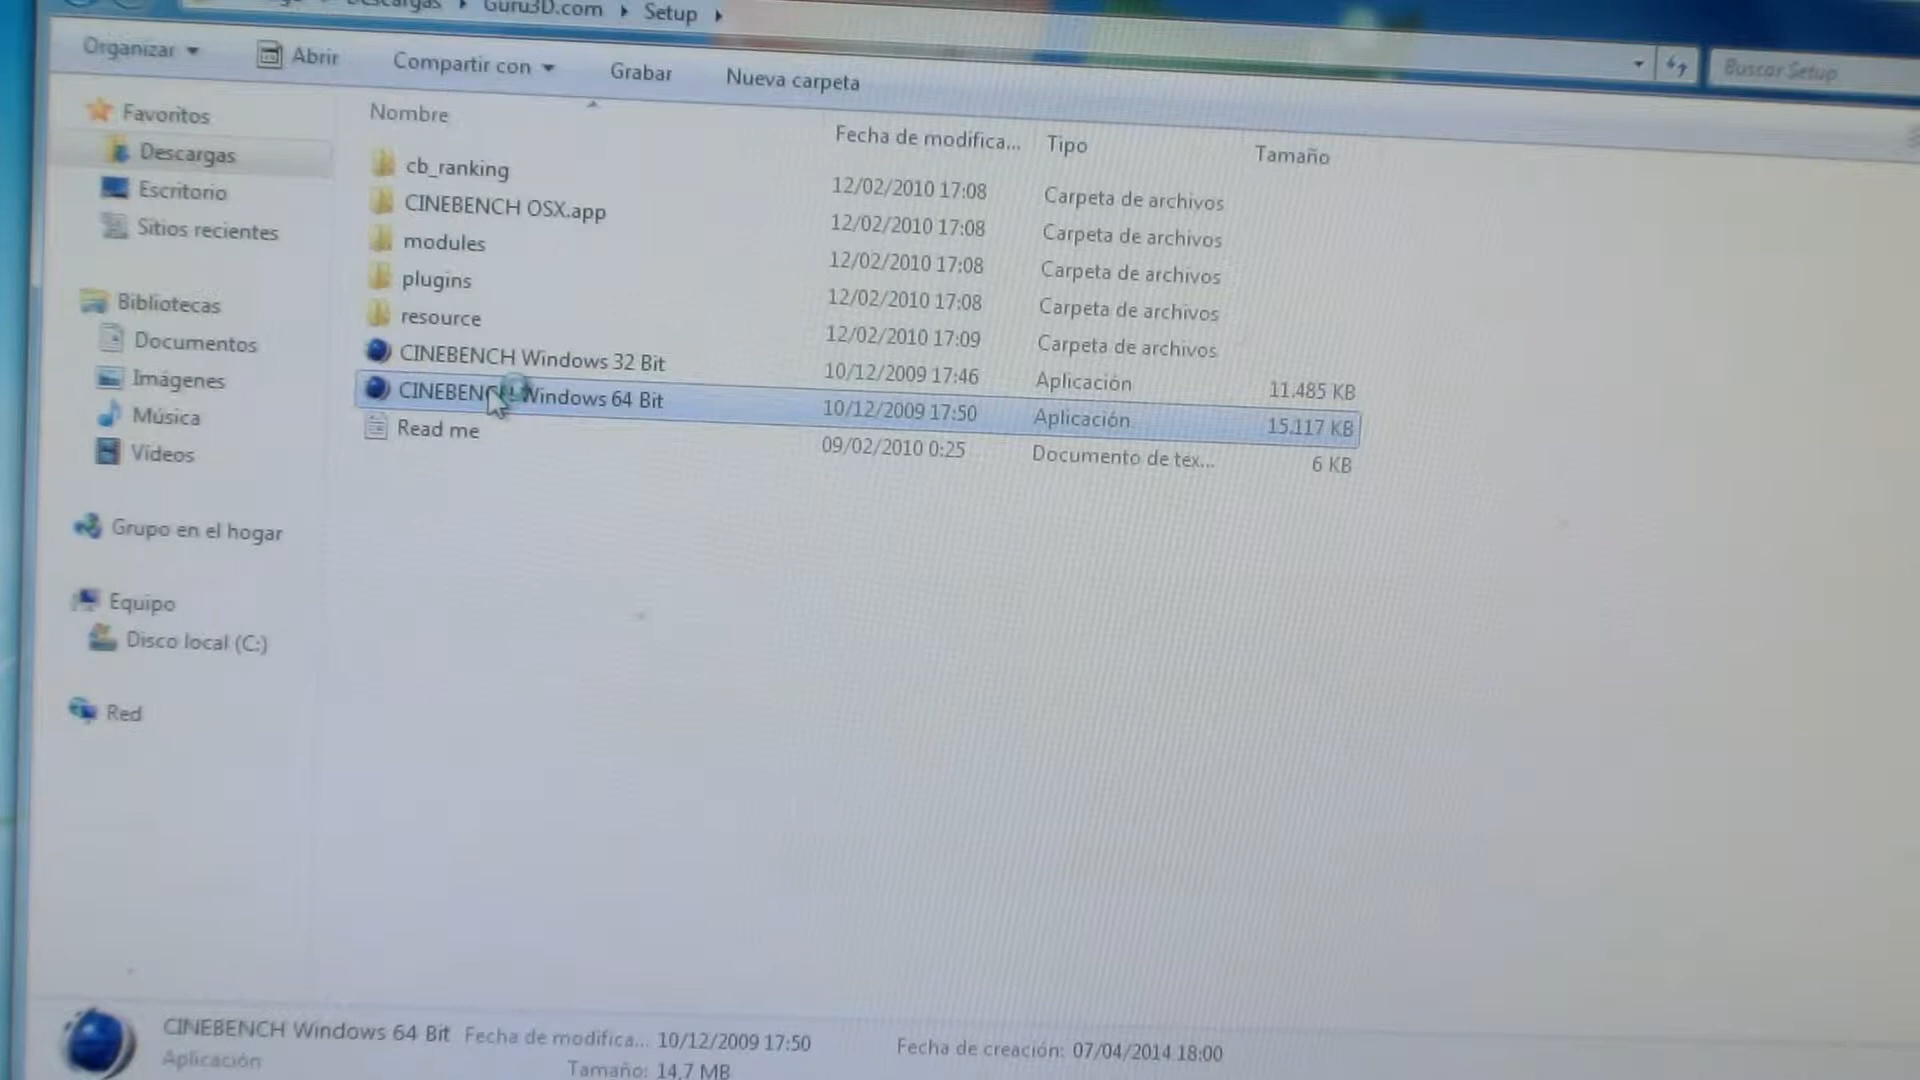 Descargas ▸ Guru3D.com ▸ Setup ▸
Buscar Setup
Organizar Abrir Compartir con Grabar Nueva carpeta
Nombre Fecha de modifica... Tipo Tamaño
Favoritos
Descargas
Escritorio
Sitios recientes
Bibliotecas
Documentos
Imágenes
Música
Vídeos
Grupo en el hogar
Equipo
Disco local (C:)
Red
cb_ranking 12/02/2010 17:08 Carpeta de archivos
CINEBENCH OSX.app 12/02/2010 17:08 Carpeta de archivos
modules 12/02/2010 17:08 Carpeta de archivos
plugins 12/02/2010 17:08 Carpeta de archivos
resource 12/02/2010 17:09 Carpeta de archivos
CINEBENCH Windows 32 Bit 10/12/2009 17:46 Aplicación 11.485 KB
CINEBENCH Windows 64 Bit 10/12/2009 17:50 Aplicación 15.117 KB
Read me 09/02/2010 0:25 Documento de tex... 6 KB
CINEBENCH Windows 64 Bit Fecha de modifica... 10/12/2009 17:50 Fecha de creación: 07/04/2014 18:00
Aplicación Tamaño: 14,7 MB